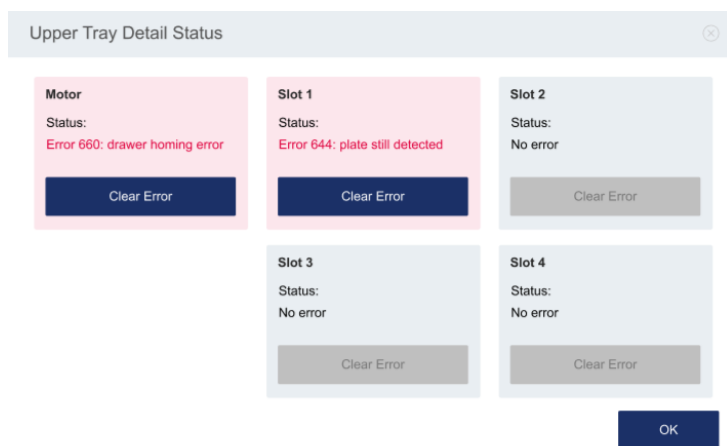 Upper Tray Detail Status
Motor
Status:
Error 660: drawer homing error
Clear Error
Slot 1
Status:
Error 644: plate still detected
Clear Error
Slot 2
Status:
No error
Clear Error
Slot 3
Status:
No error
Clear Error
Slot 4
Status:
No error
Clear Error
OK